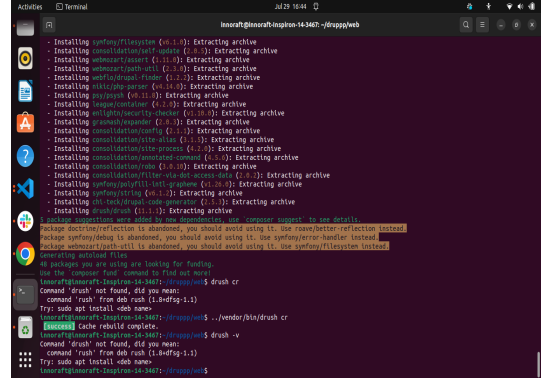 Activities
Terminal
Jul 29 16:44
innoraft@innoraft-Inspiron-14-3467: ~/druppp/web
- Installing symfony/filesystem (v6.1.0): Extracting archive
- Installing consolidation/self-update (2.0.5): Extracting archive
- Installing webmozart/assert (1.11.0): Extracting archive
- Installing webmozart/path-util (2.3.0): Extracting archive
- Installing webflo/drupal-finder (1.2.2): Extracting archive
- Installing nikic/php-parser (v4.14.0): Extracting archive
- Installing psy/psysh (v0.11.8): Extracting archive
- Installing league/container (4.2.0): Extracting archive
- Installing enlightn/security-checker (v1.10.0): Extracting archive
- Installing grasmash/expander (2.0.3): Extracting archive
- Installing consolidation/config (2.1.1): Extracting archive
- Installing consolidation/site-alias (3.1.5): Extracting archive
- Installing consolidation/site-process (4.2.0): Extracting archive
- Installing consolidation/annotated-command (4.5.6): Extracting archive
- Installing consolidation/robo (3.0.10): Extracting archive
- Installing consolidation/filter-via-dot-access-data (2.0.2): Extracting archive
- Installing symfony/polyfill-intl-grapheme (v1.26.0): Extracting archive
- Installing symfony/string (v6.1.2): Extracting archive
- Installing chi-teck/drupal-code-generator (2.5.3): Extracting archive
- Installing drush/drush (11.1.1): Extracting archive
5 package suggestions were added by new dependencies, use `composer suggest` to see details.
Package doctrine/reflection is abandoned, you should avoid using it. Use roave/better-reflection instead.
Package symfony/debug is abandoned, you should avoid using it. Use symfony/error-handler instead.
Package webmozart/path-util is abandoned, you should avoid using it. Use symfony/filesystem instead.
Generating autoload files
48 packages you are using are looking for funding.
Use the `composer fund` command to find out more!
innoraft@innoraft-Inspiron-14-3467:~/druppp/web$ drush cr
Command 'drush' not found, did you mean:
command 'rush' from deb rush (1.8+dfsg-1.1)
Try: sudo apt install <deb name>
innoraft@innoraft-Inspiron-14-3467:~/druppp/web$ ../vendor/bin/drush cr
[success] Cache rebuild complete.
innoraft@innoraft-Inspiron-14-3467:~/druppp/web$ drush -v
Command 'drush' not found, did you mean:
command 'rush' from deb rush (1.8+dfsg-1.1)
Try: sudo apt install <deb name>
innoraft@innoraft-Inspiron-14-3467:~/druppp/web$